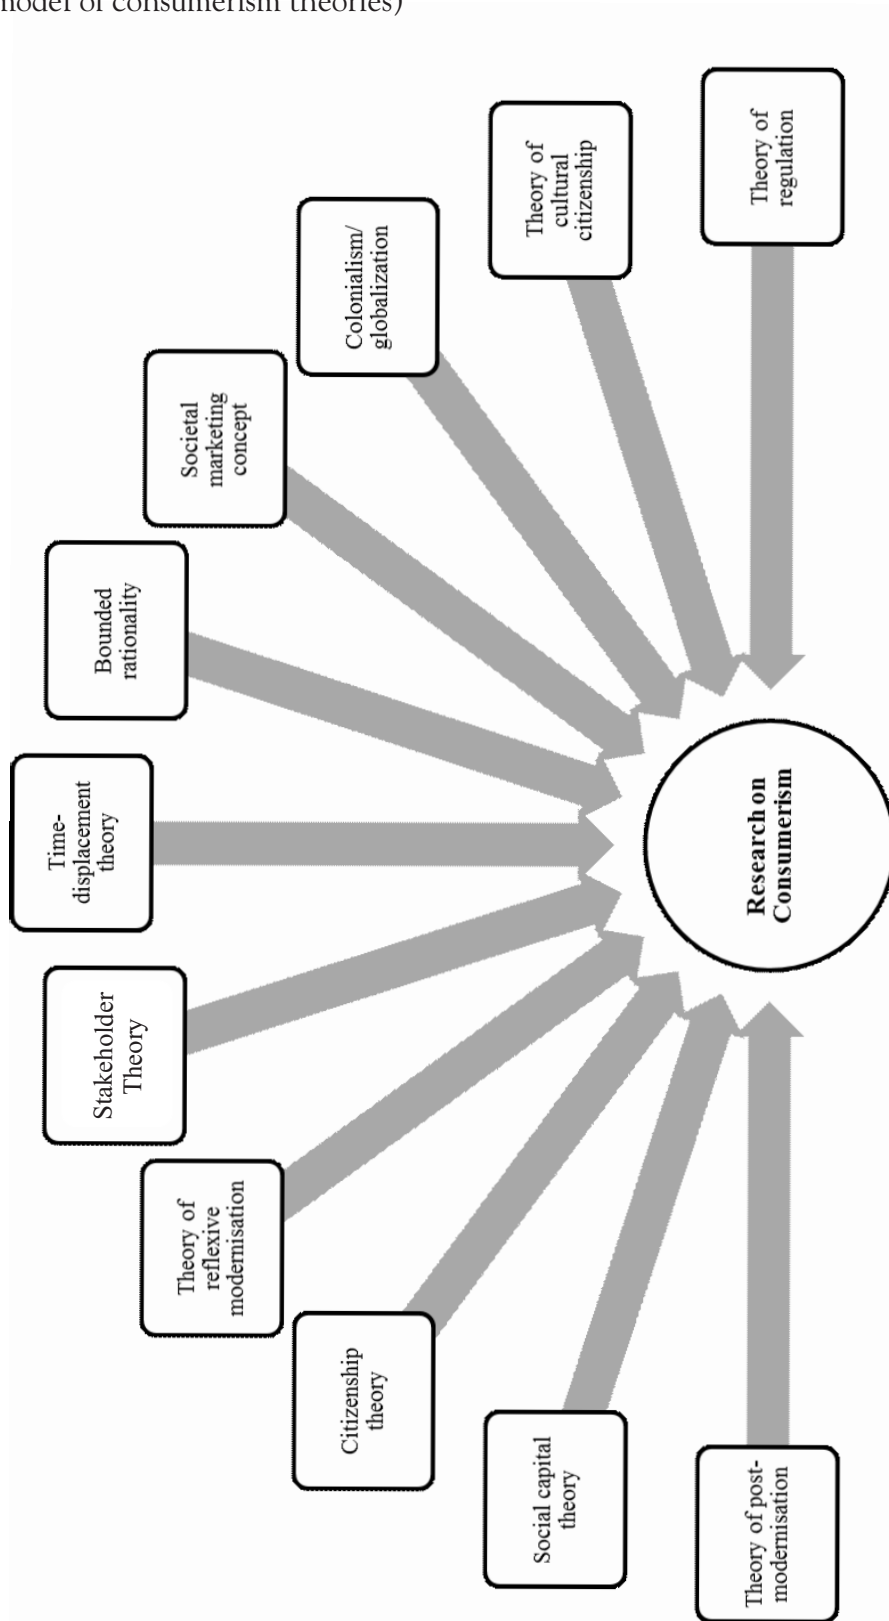 model of consumerism theories)
Theory of post-
modernisation
Social capital
theory
Citizenship
theory
Theory of
reflexive
modernisation
Stakeholder
Theory
Time-
displacement
theory
Bounded
rationality
Societal
marketing
concept
Colonialism/
globalization
Theory of
cultural
citizenship
Theory of
regulation
Research on
Consumerism